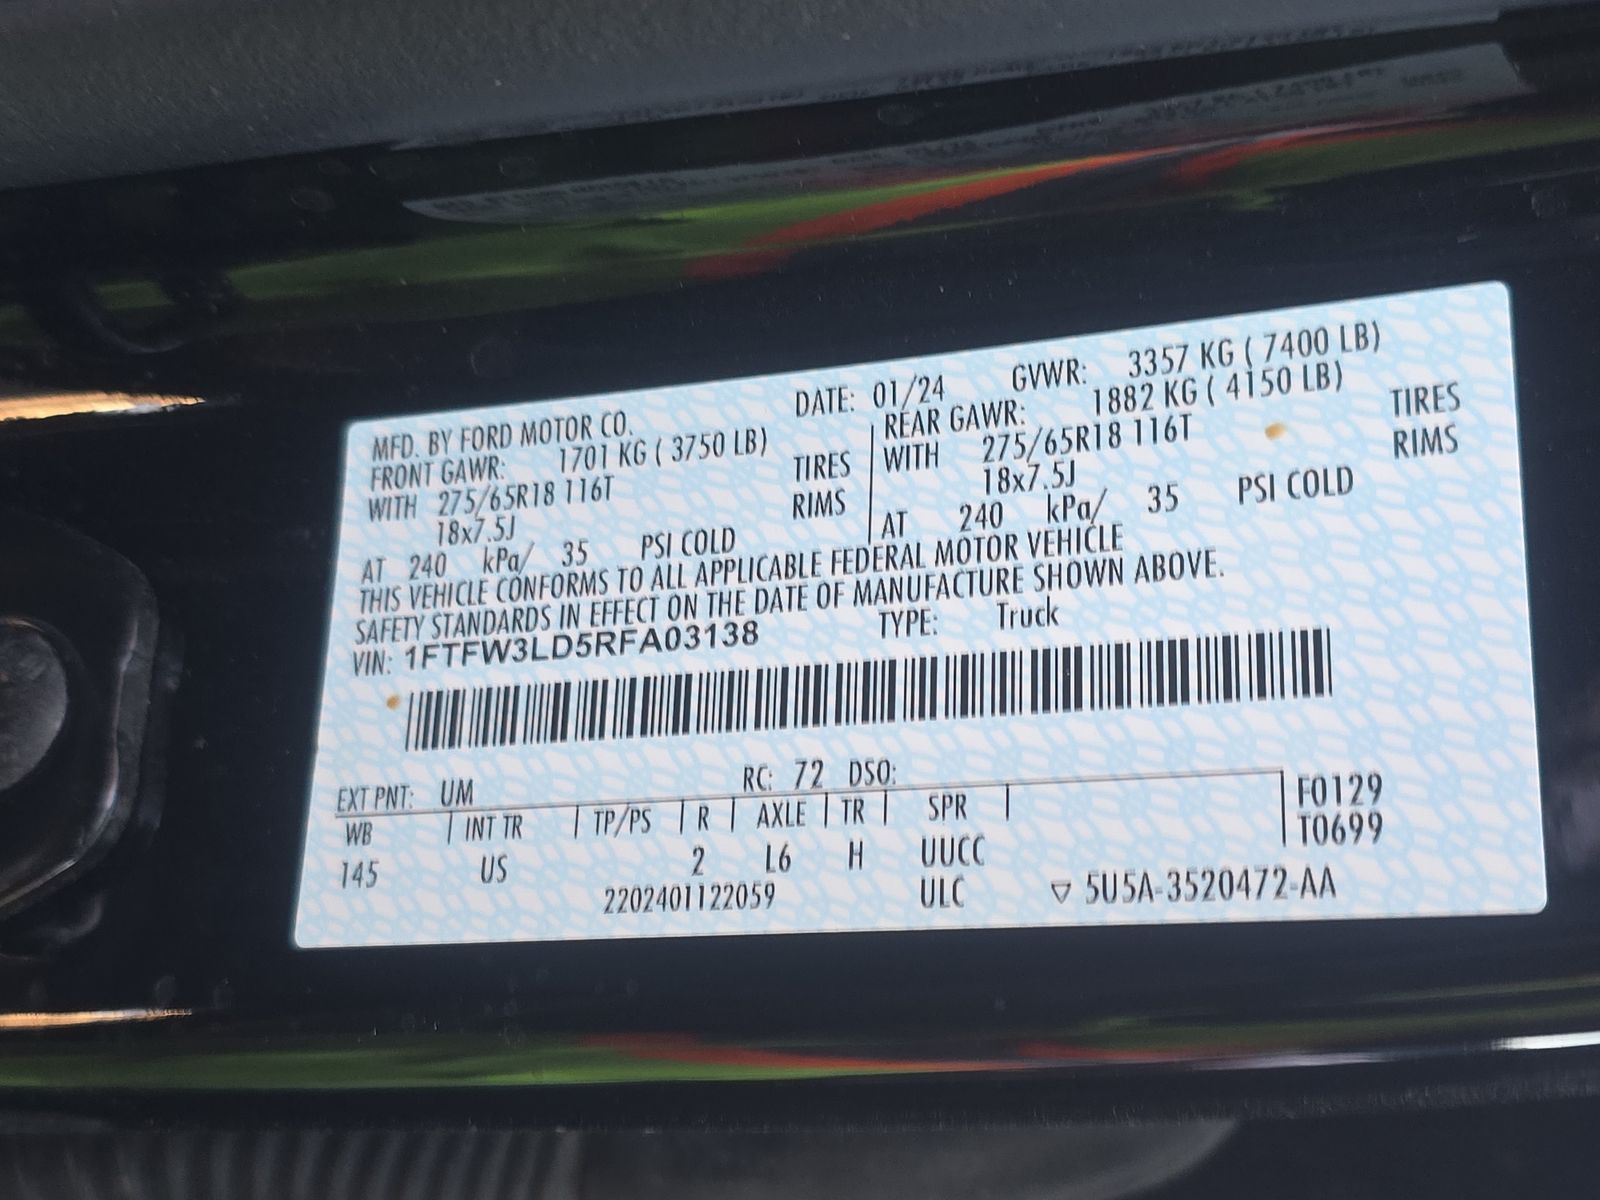 MFD. BY FORD MOTOR CO. DATE: 01/24 GVWR: 3357 KG ( 7400 LB)
FRONT GAWR: 1701 KG ( 3750 LB) REAR GAWR: 1882 KG ( 4150 LB)
WITH 275/65R18 116T TIRES WITH 275/65R18 116T TIRES
18x7.5J RIMS 18x7.5J RIMS
AT 240 kPa/ 35 PSI COLD AT 240 kPa/ 35 PSI COLD
THIS VEHICLE CONFORMS TO ALL APPLICABLE FEDERAL MOTOR VEHICLE
SAFETY STANDARDS IN EFFECT ON THE DATE OF MANUFACTURE SHOWN ABOVE.
VIN: 1FTFW3LD5RFA03138 TYPE: Truck
EXT PNT: UM RC: 72 DSO:
WB INT TR TP/PS R AXLE TR SPR F0129
T0699
145 US 2 L6 H UUCC
2202401122059 ULC ▽ 5U5A-3520472-AA